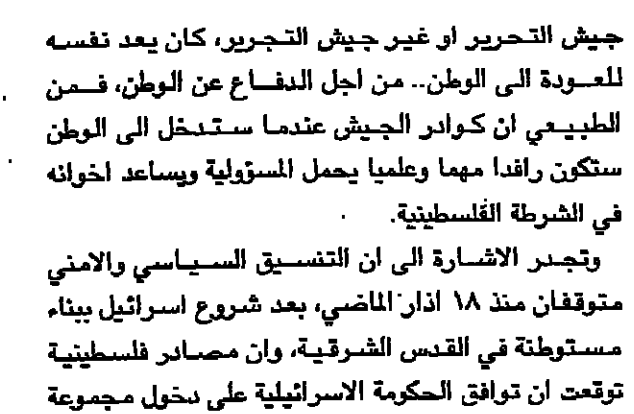 جيش التحرير او غير جيش التجرير، كان يعد نفسه
للعودة الى الوطن.. من اجل الدفاع عن الوطن، فمن
الطبيعي ان كوادر الجيش عندما ستدخل الى الوطن
ستكون رافدا مهما وعلميا يحمل المسؤولية ويساعد اخوانه
في الشرطة الفلسطينية.
وتجدر الاشارة الى ان التنسيق السياسي والامني
متوقفان منذ ١٨ اذار الماضي، بعد شروع اسرائيل ببناء
مستوطنة في القدس الشرقية، وان مصادر فلسطينية
توقعت ان توافق الحكومة الاسرائيلية على دخول مجموعة